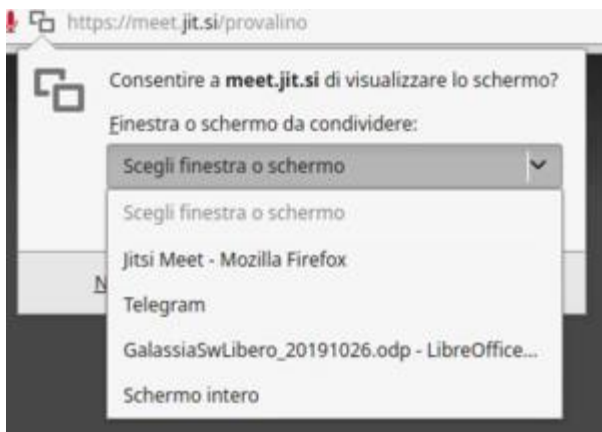 https://meet.jit.si/provalino
Consentire a meet.jit.si di visualizzare lo schermo?
Finestra o schermo da condividere:
Scegli finestra o schermo
Scegli finestra o schermo
Jitsi Meet - Mozilla Firefox
N
Telegram
GalassiaSwLibero_20191026.odp - LibreOffice...
Schermo intero